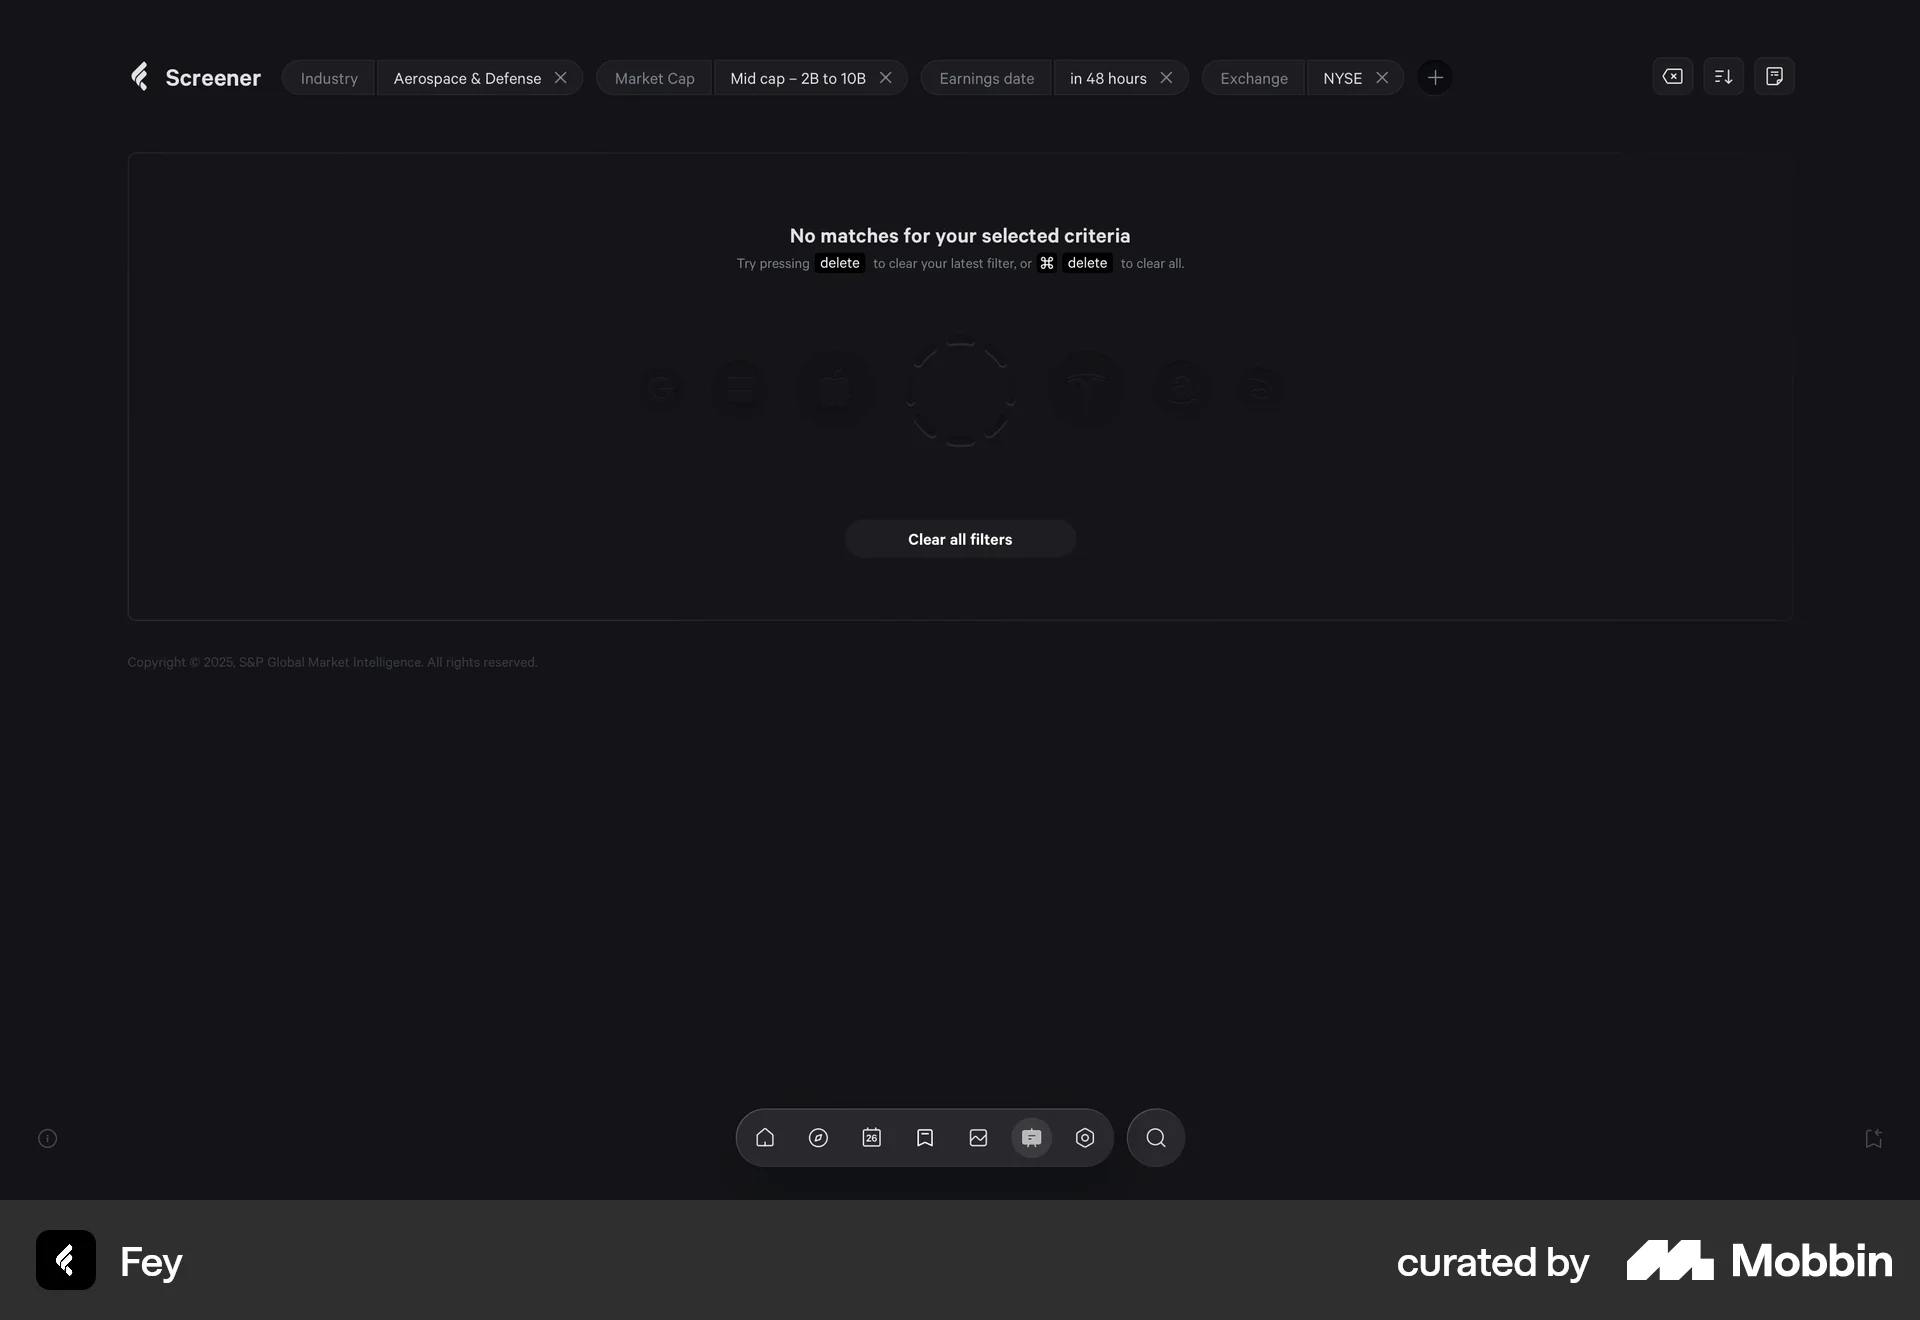 Screener
Industry Aerospace & Defense
Market Cap Mid cap – 2B to 10B
Earnings date in 48 hours
Exchange NYSE
No matches for your selected criteria
Try pressing delete to clear your latest filter, or ⌘ delete to clear all.
Clear all filters
Copyright © 2025, S&P Global Market Intelligence. All rights reserved.
26
Fey
curated by Mobbin